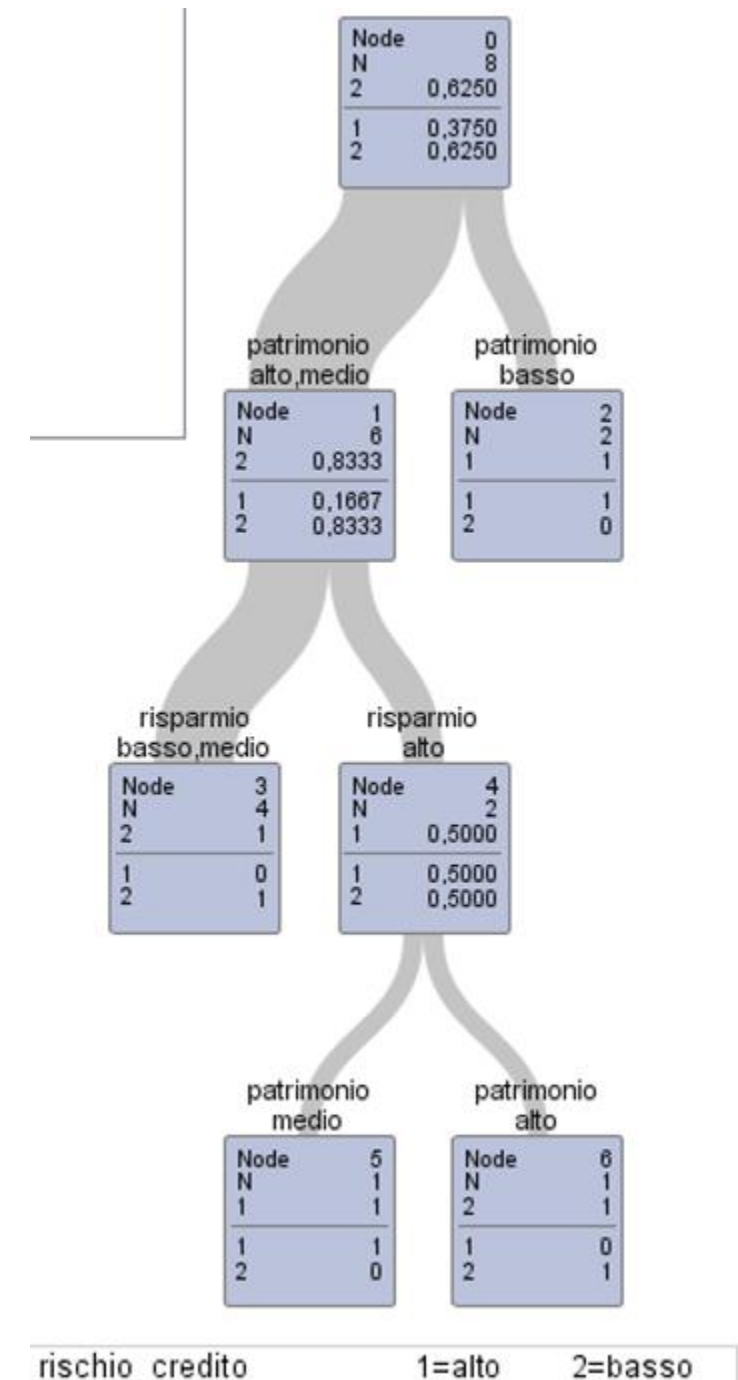 Node 0
N 8
2 0,6250
1 0,3750
2 0,6250
patrimonio
alto,medio
patrimonio
basso
Node 1
N 6
2 0,8333
1 0,1667
2 0,8333
Node 2
N 2
1 1
1 1
2 0
risparmio
basso,medio
risparmio
alto
Node 3
N 4
2 1
1 0
2 1
Node 4
N 2
1 0,5000
1 0,5000
2 0,5000
patrimonio
medio
patrimonio
alto
Node 5
N 1
1 1
1 1
2 0
Node 6
N 1
2 1
1 0
2 1
rischio credito 1=alto 2=basso